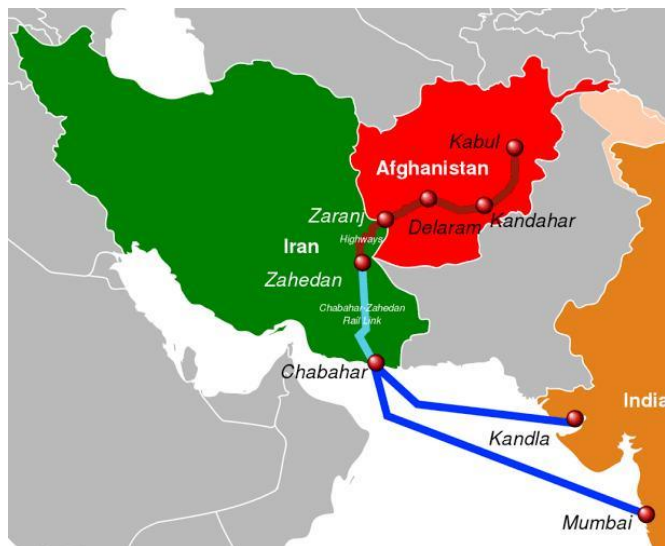 Kabul
Afghanistan
Zaranj
Delaram
Kandahar
Highways
Iran
Zahedan
Chabahar-Zahedan
Rail Link
Chabahar
India
Kandla
Mumbai